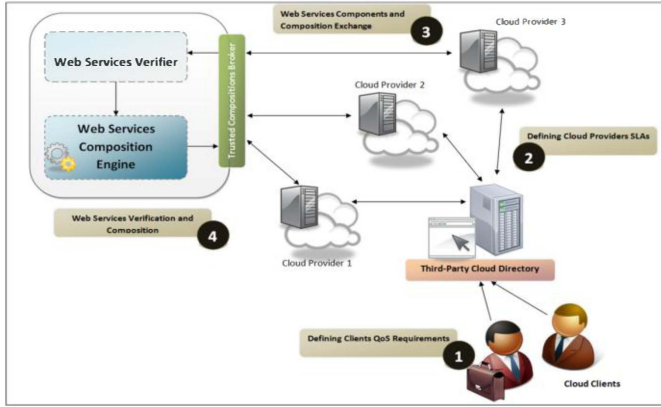 Web Services Components and
Composition Exchange
3
Cloud Provider 3
Web Services Verifier
Trusted Compositions Broker
Cloud Provider 2
Web Services
Composition
Engine
Defining Cloud Providers SLAs
2
Web Services Verification and
Composition
4
Cloud Provider 1
Third-Party Cloud Directory
Defining Clients QoS Requirements
1
Cloud Clients